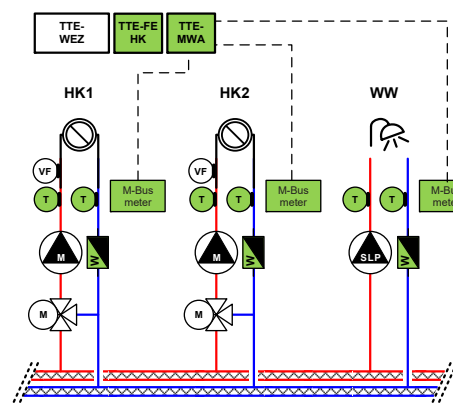 TTE-
WEZ
TTE-FE
HK
TTE-
MWA
HK1
HK2
WW
VF
VF
T
T
M-Bus
meter
T
T
M-Bus
meter
T
T
M-Bus
meter
M
W
M
W
SLP
W
M
M